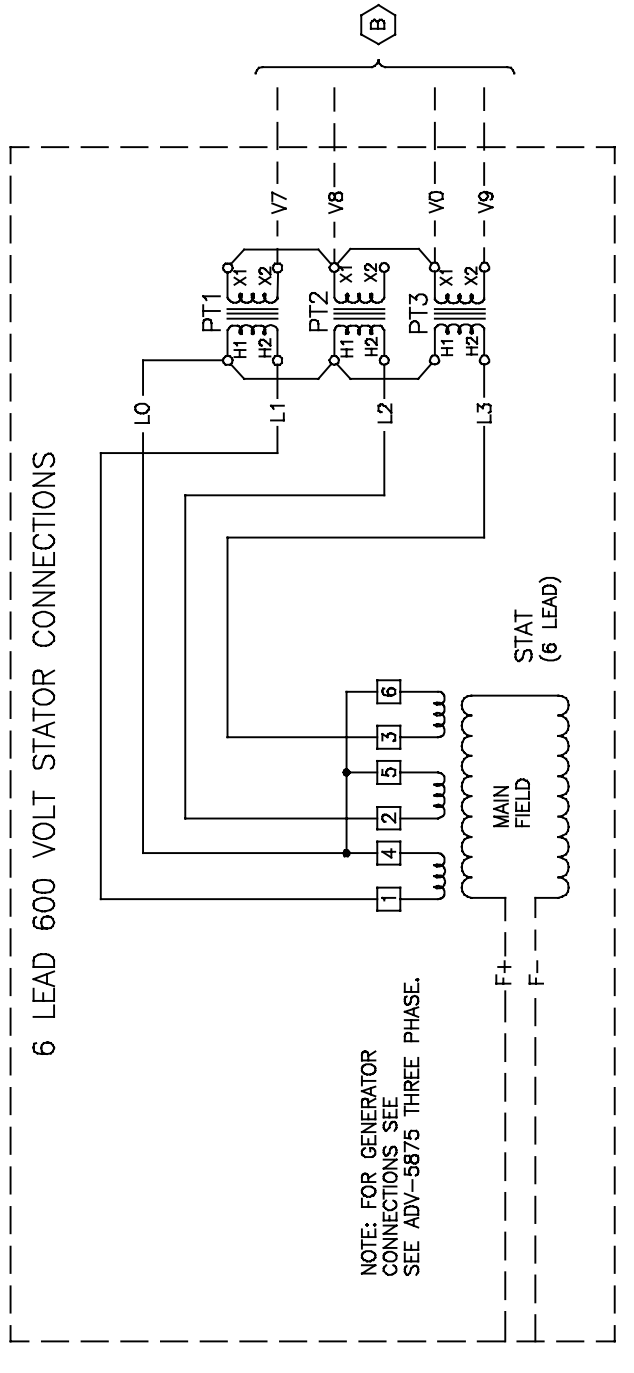 6 LEAD 600 VOLT STATOR CONNECTIONS
B
V7
V8
V0
V9
PT1
H1
H2
X1
X2
PT2
H1
H2
X1
X2
PT3
H1
H2
X1
X2
L0
L1
L2
L3
1
4
2
5
3
6
STAT
(6 LEAD)
MAIN
FIELD
F+
F-
NOTE: FOR GENERATOR
CONNECTIONS SEE
SEE ADV-5875 THREE PHASE.